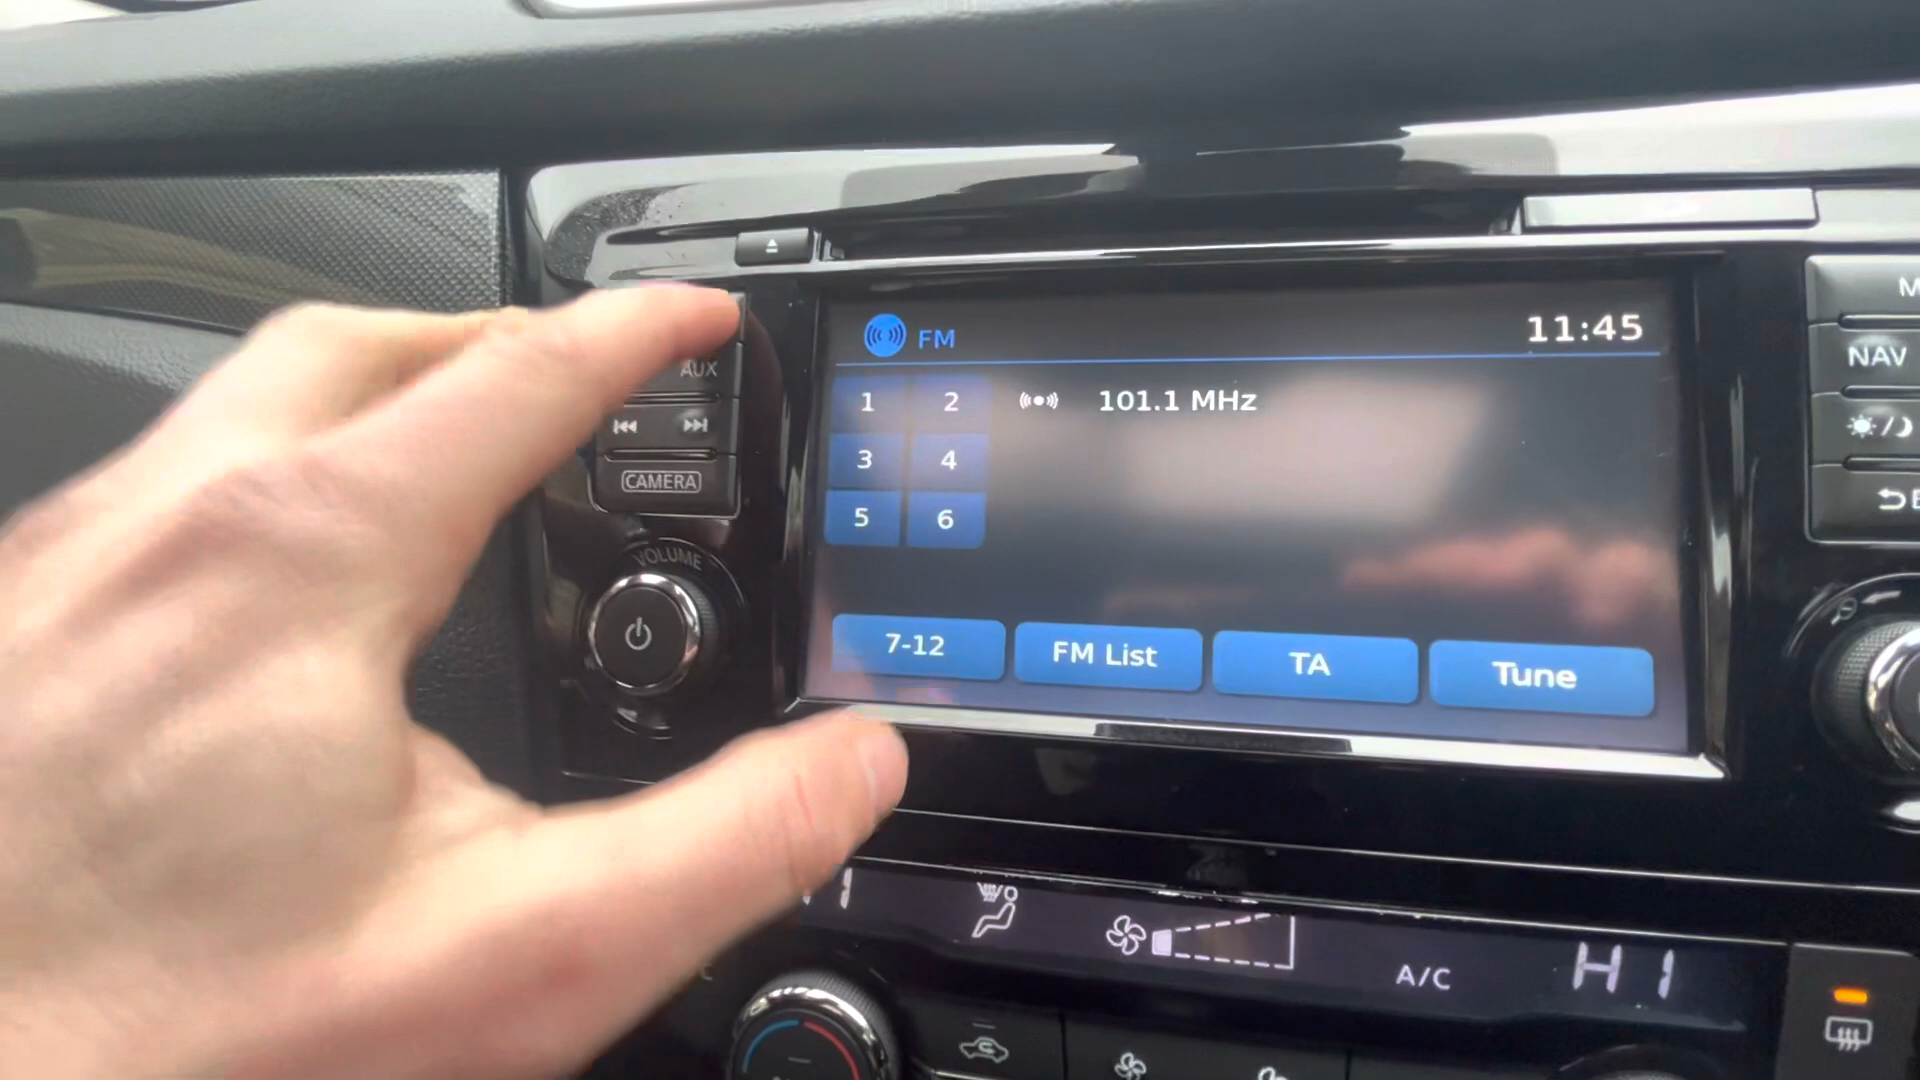 FM
11:45
AUX
1 2
101.1 MHz
3 4
5 6
CAMERA
VOLUME
7-12
FM List
TA
Tune
NAV
A/C
HI